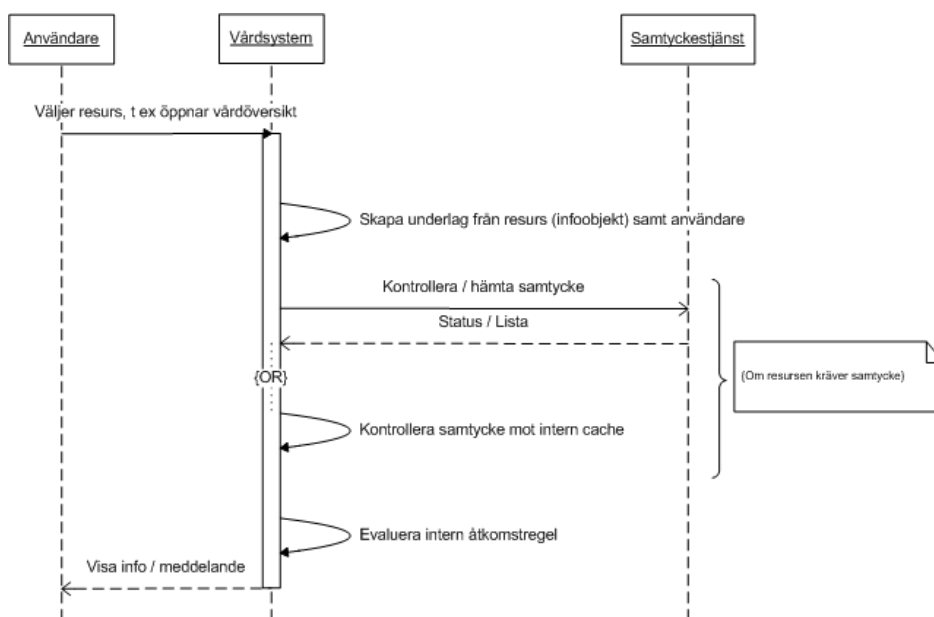 Användare
Vårdsystem
Samtyckestjänst
Väljer resurs, t ex öppnar vårdöversikt
Skapa underlag från resurs (infoobjekt) samt användare
Kontrollera / hämta samtycke
Status / Lista
{OR}
(Om resursen kräver samtycke)
Kontrollera samtycke mot intern cache
Evaluera intern åtkomstregel
Visa info / meddelande